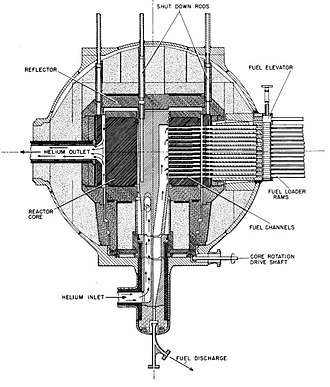 SHUT DOWN RODS
REFLECTOR
FUEL ELEVATOR
HELIUM OUTLET
REACTOR
CORE
FUEL LOADER
RAMS
FUEL CHANNELS
CORE ROTATION
DRIVE SHAFT
HELIUM INLET
FUEL DISCHARGE